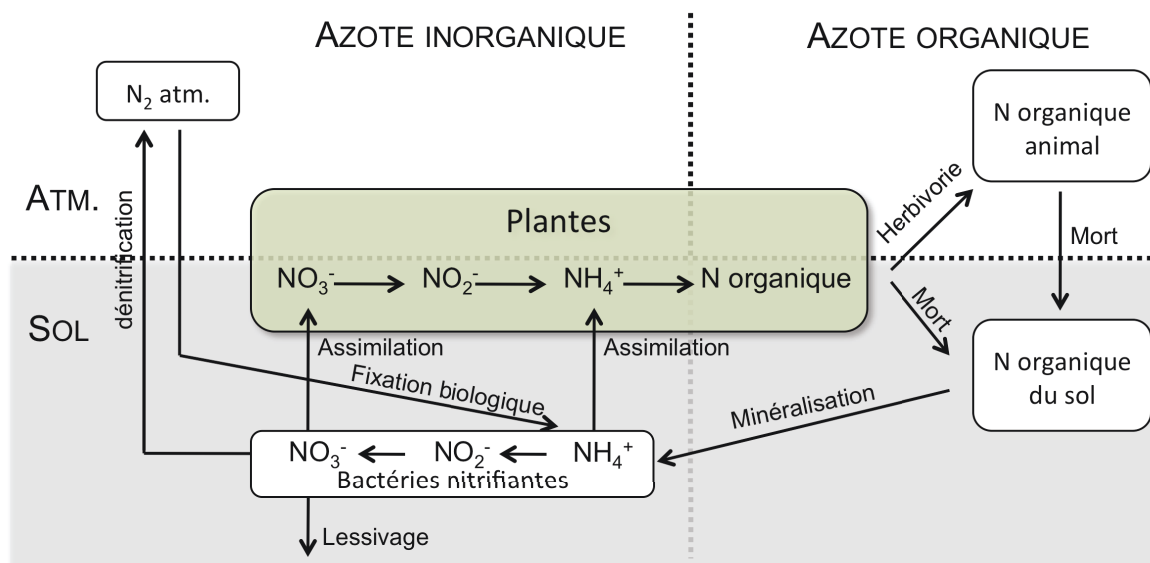 AZOTE INORGANIQUE
AZOTE ORGANIQUE
N₂ atm.
N organique
animal
ATM.
dénitrification
Herbivorie
Plantes
Mort
NO₃⁻ NO₂⁻ NH₄⁺ N organique
SOL
Mort
Assimilation
Assimilation
N organique
du sol
Fixation biologique
Minéralisation
NO₃⁻ NO₂⁻ NH₄⁺
Bactéries nitrifiantes
Lessivage